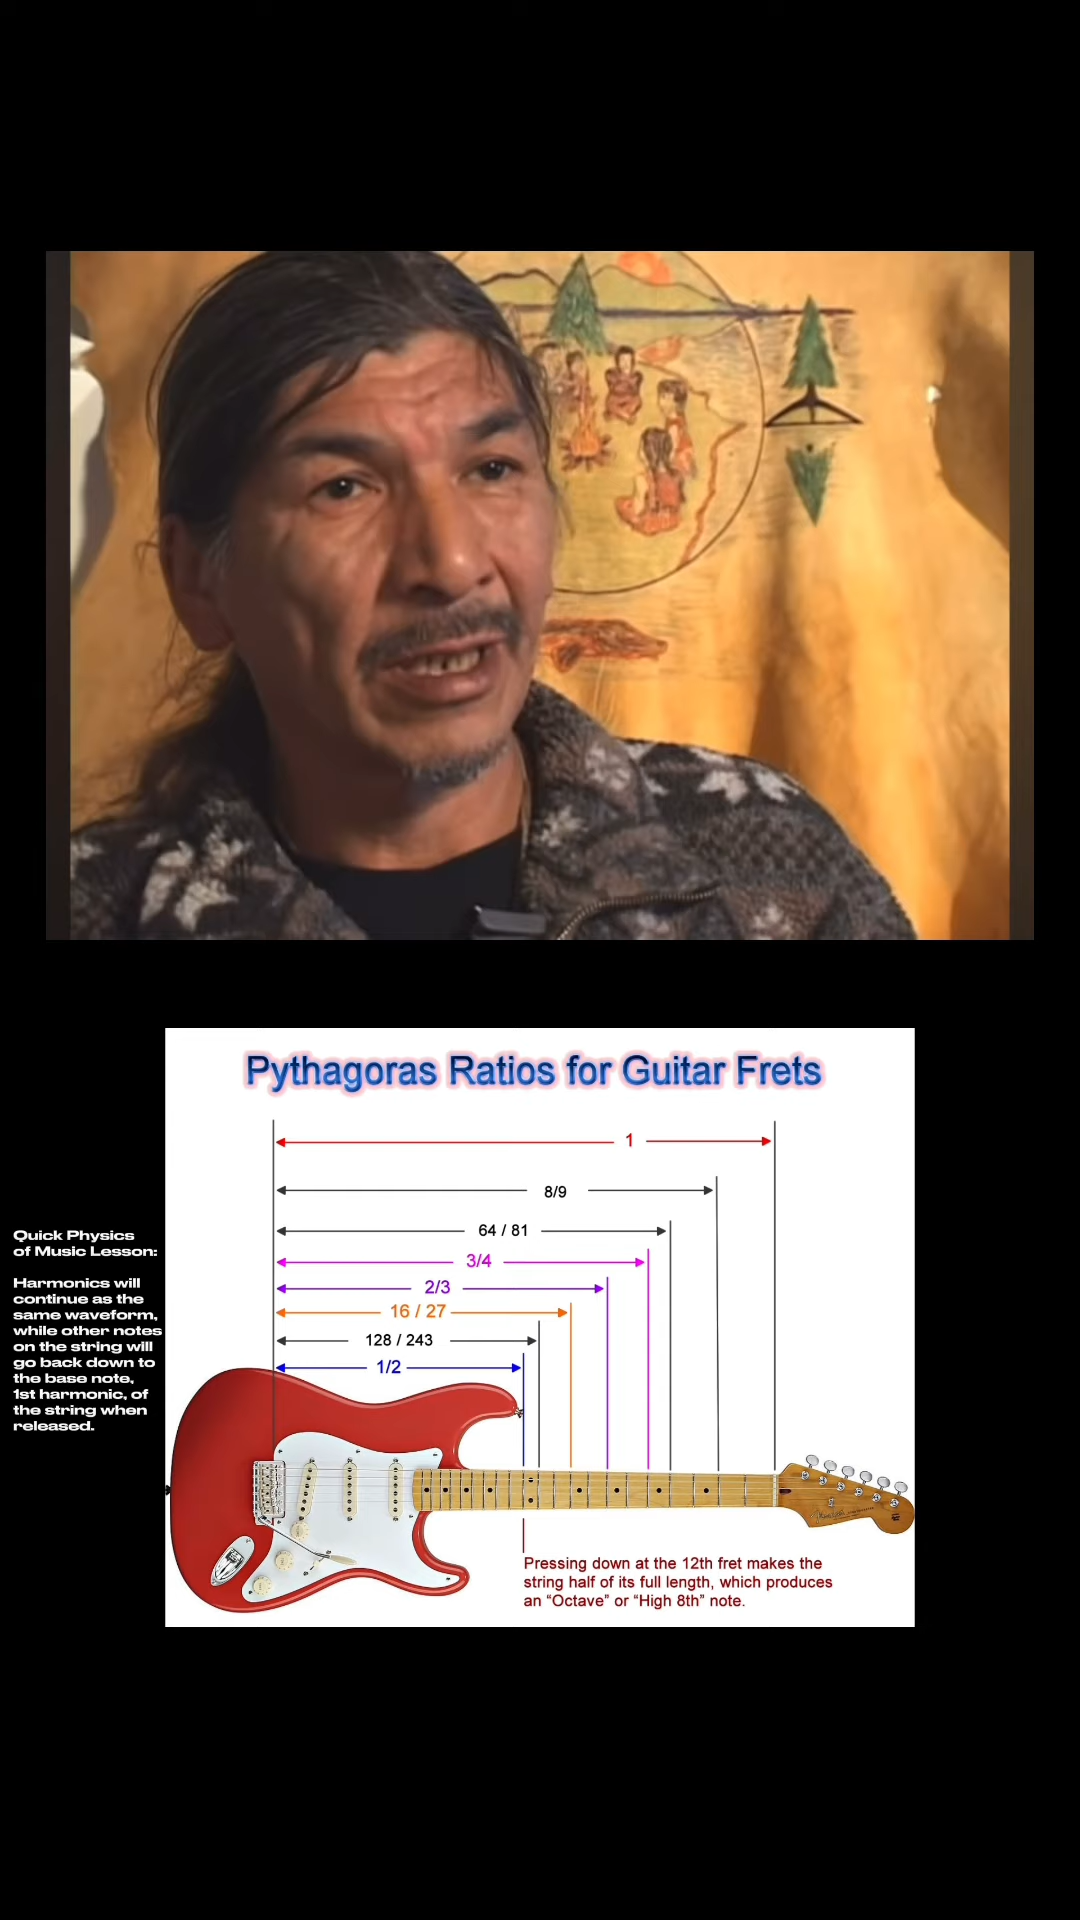 Pythagoras Ratios for Guitar Frets
1
8/9
64 / 81
3/4
2/3
16 / 27
128 / 243
1/2
Quick Physics
of Music Lesson:
Harmonics will
continue as the
same waveform,
while other notes
on the string will
go back down to
the base note,
1st harmonic, of
the string when
released.
Pressing down at the 12th fret makes the
string half of its full length, which produces
an “Octave” or “High 8th” note.